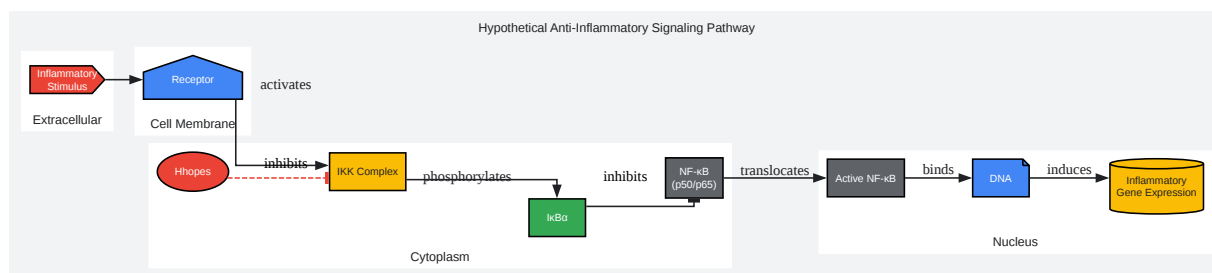 Hypothetical Anti-Inflammatory Signaling Pathway
Inflammatory
Stimulus
Extracellular
Receptor
Cell Membrane
activates
Hhopes
inhibits
IKK Complex
phosphorylates
IκBα
inhibits
NF-κB
(p50/p65)
Cytoplasm
translocates
Active NF-κB
binds
DNA
induces
Inflammatory
Gene Expression
Nucleus